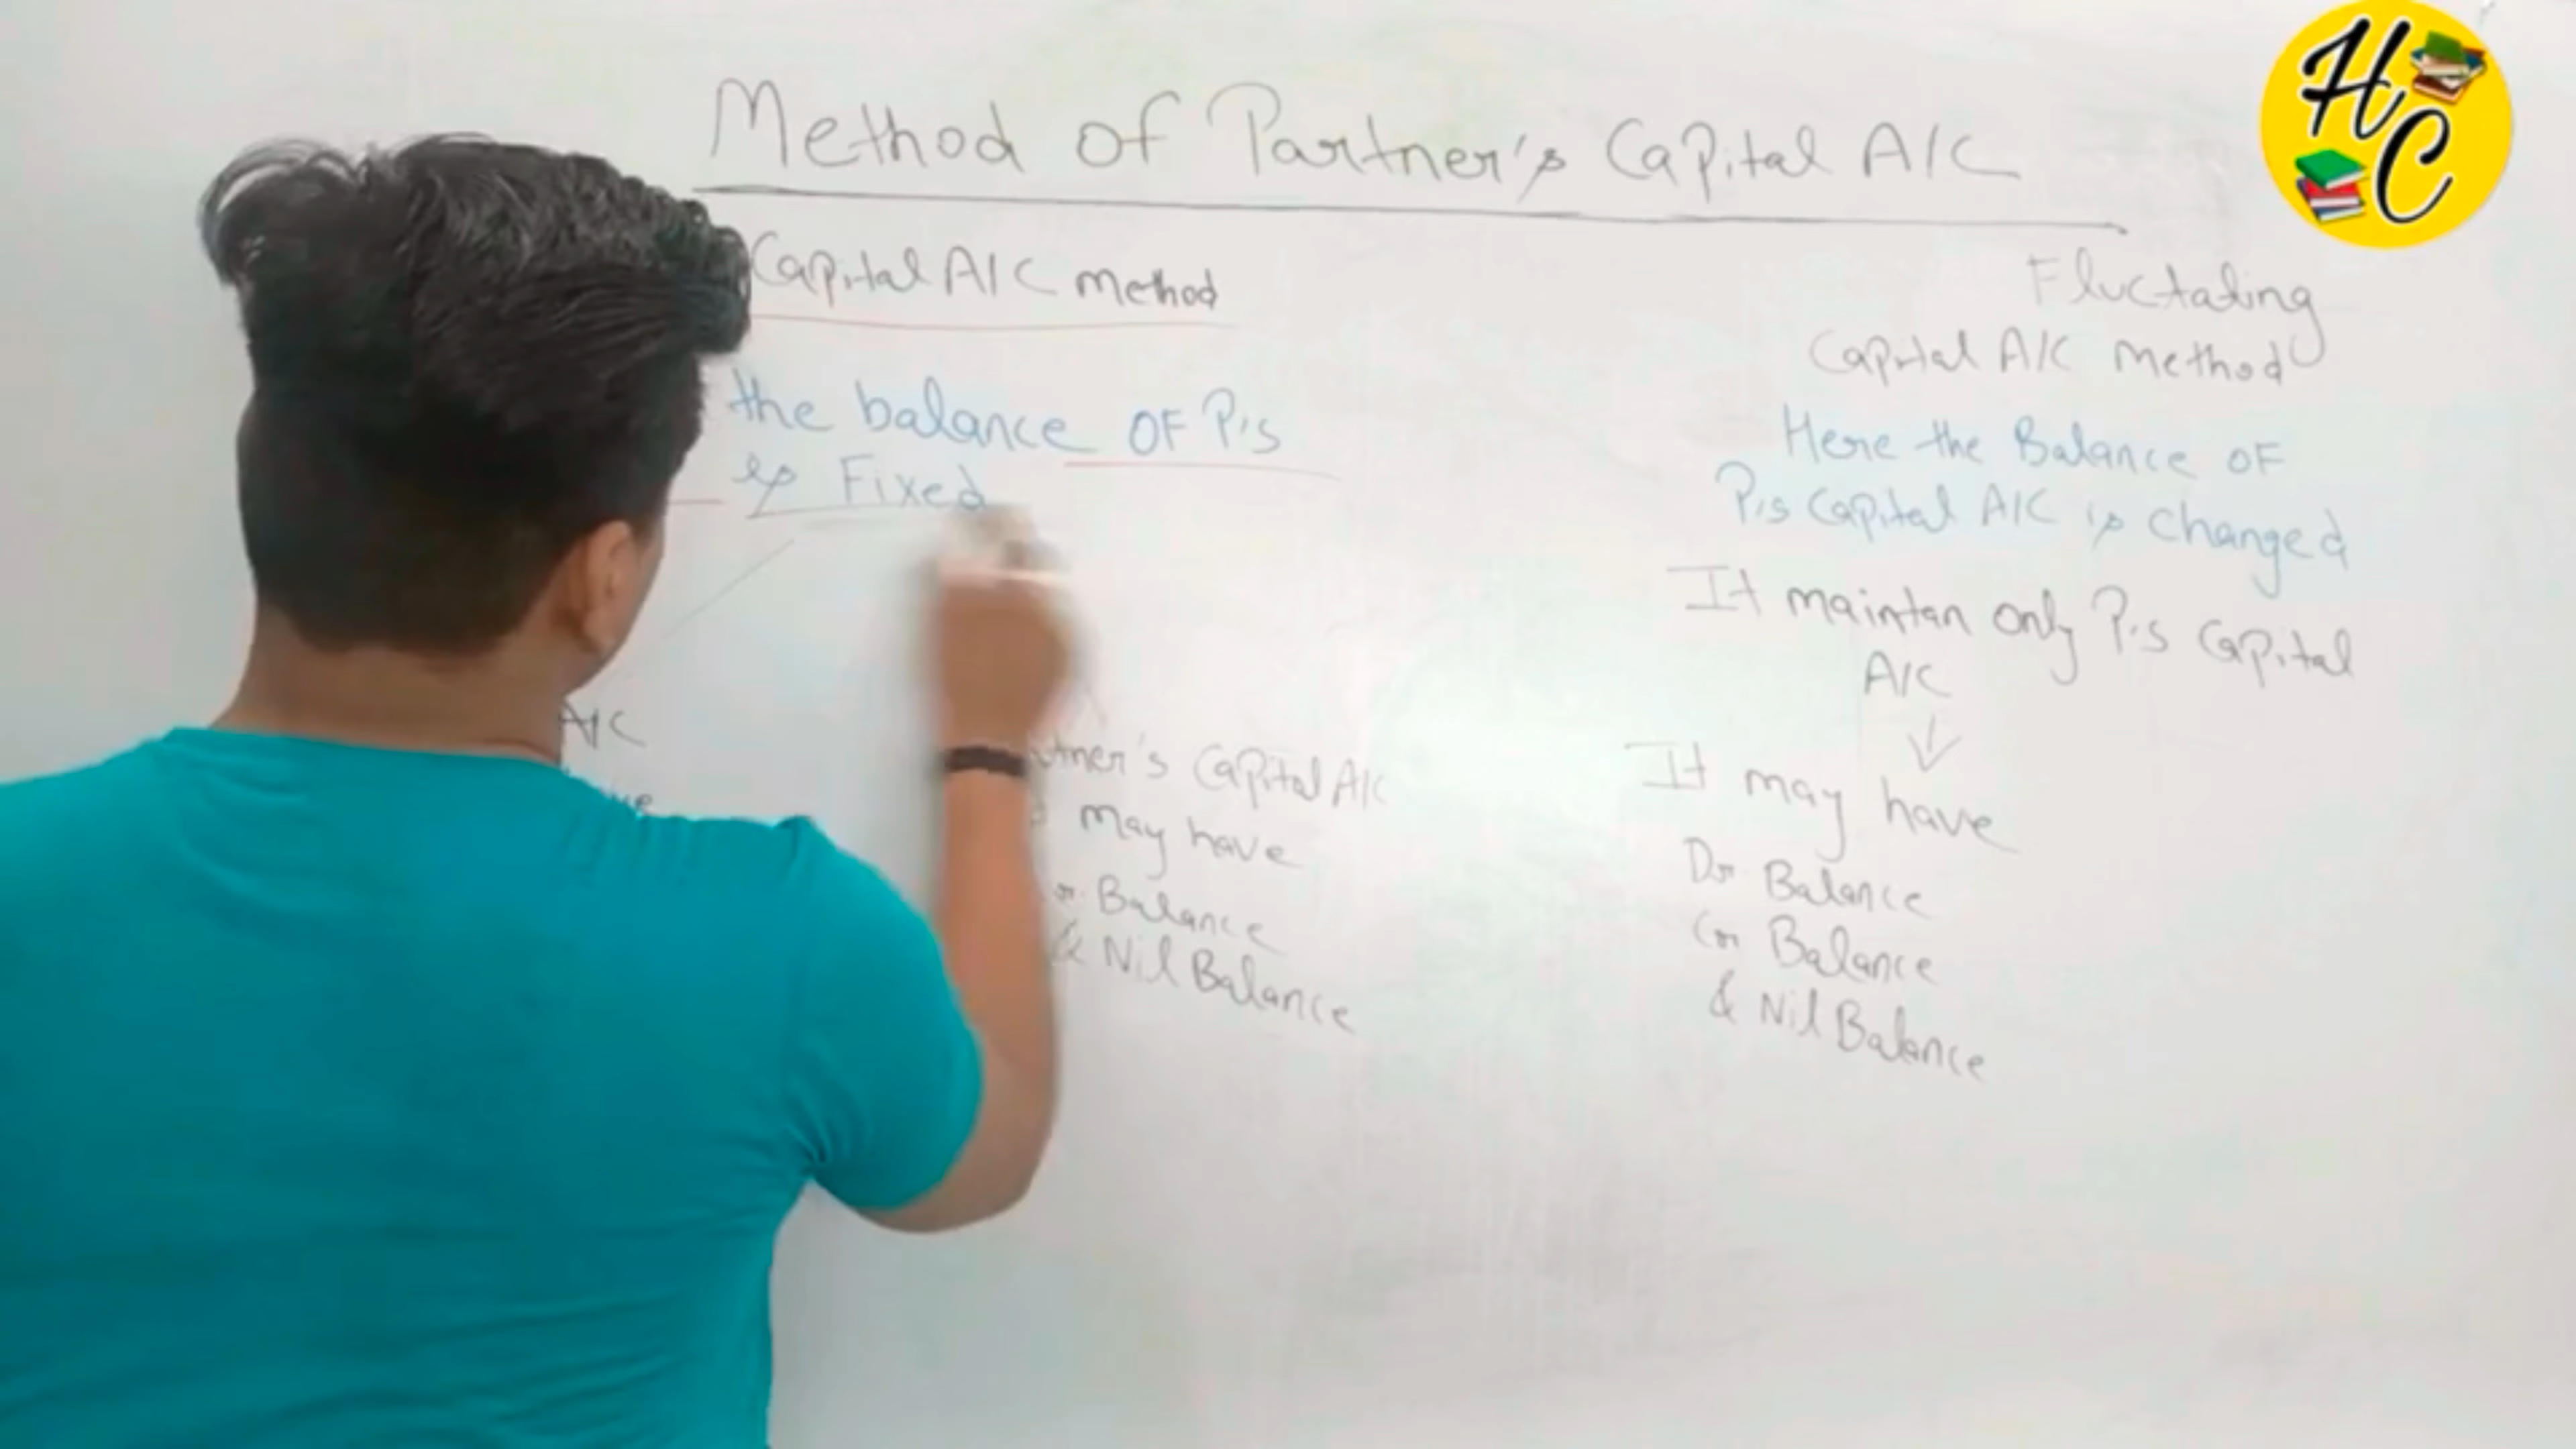 Method of Partner's Capital A/C
Capital A/C method
the balance OF P's
is Fixed
A/C
Capital A/C
may have
Balance
& Nil Balance
Fluctating
Capital A/C Method
Here the Balance OF
P's Capital A/C is changed
It maintan only P's Capital
A/C
It may have
Dr Balance
Cr Balance
& Nil Balance
HC